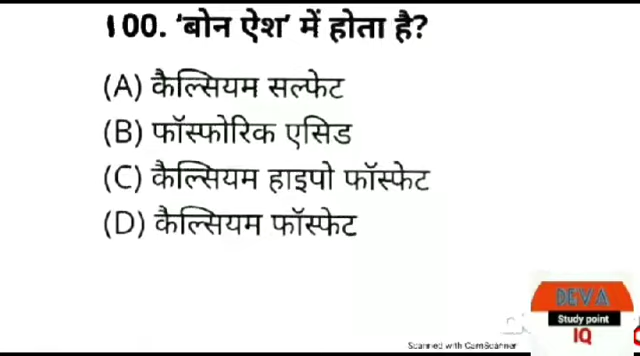 100. 'बोन ऐश' में होता है?
(A) कैल्सियम सल्फेट
(B) फॉस्फोरिक एसिड
(C) कैल्सियम हाइपो फॉस्फेट
(D) कैल्सियम फॉस्फेट
DEVA
Study point
IQ
Scanned with CamScanner